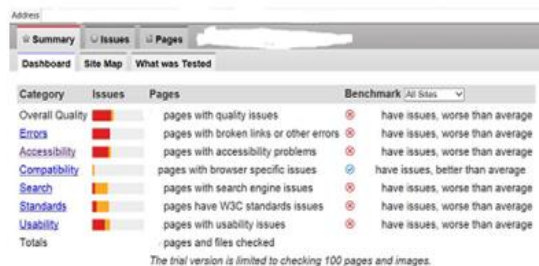 Address
Summary Issues Pages
Dashboard Site Map What was Tested
Category Issues Pages Benchmark All Sites
Overall Quality pages with quality issues have issues, worse than average
Errors pages with broken links or other errors have issues, worse than average
Accessibility pages with accessibility problems have issues, worse than average
Compatibility pages with browser specific issues have issues, better than average
Search pages with search engine issues have issues, worse than average
Standards pages have W3C standards issues have issues, worse than average
Usability pages with usability issues have issues, worse than average
Totals pages and files checked
The trial version is limited to checking 100 pages and images.